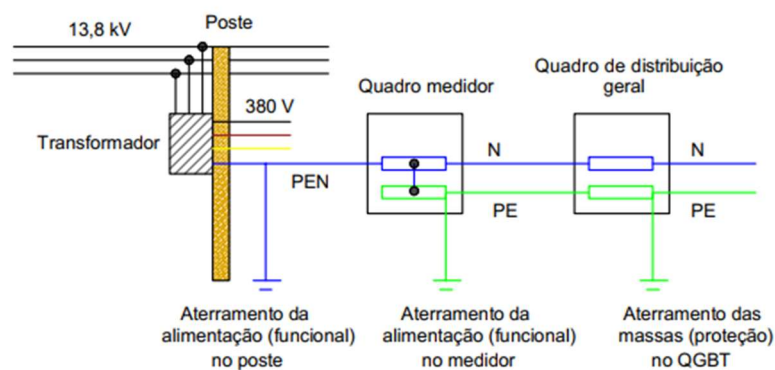 13,8 kV
Poste
Transformador
380 V
PEN
Quadro medidor
N
PE
Quadro de distribuição
geral
N
PE
Aterramento da
alimentação (funcional)
no poste
Aterramento da
alimentação (funcional)
no medidor
Aterramento das
massas (proteção)
no QGBT